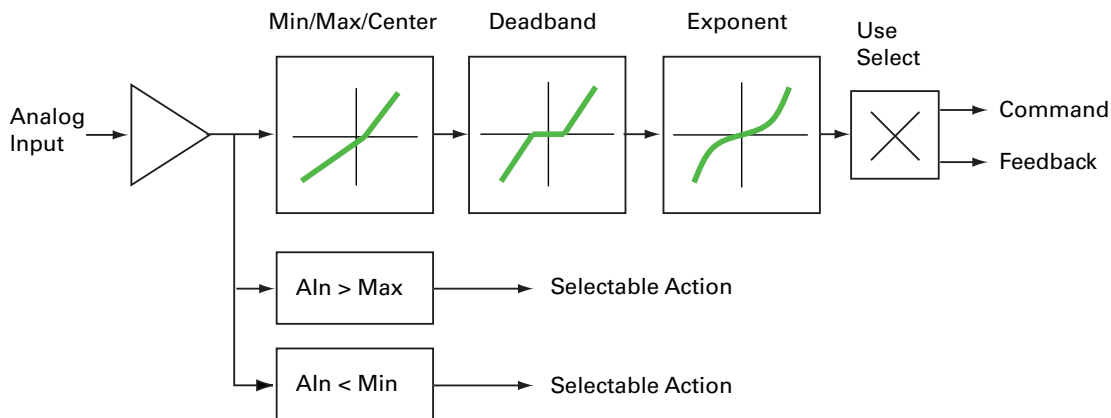 Min/Max/Center
Deadband
Exponent
Use
Select
Analog
Input
Command
Feedback
AIn > Max
Selectable Action
AIn < Min
Selectable Action